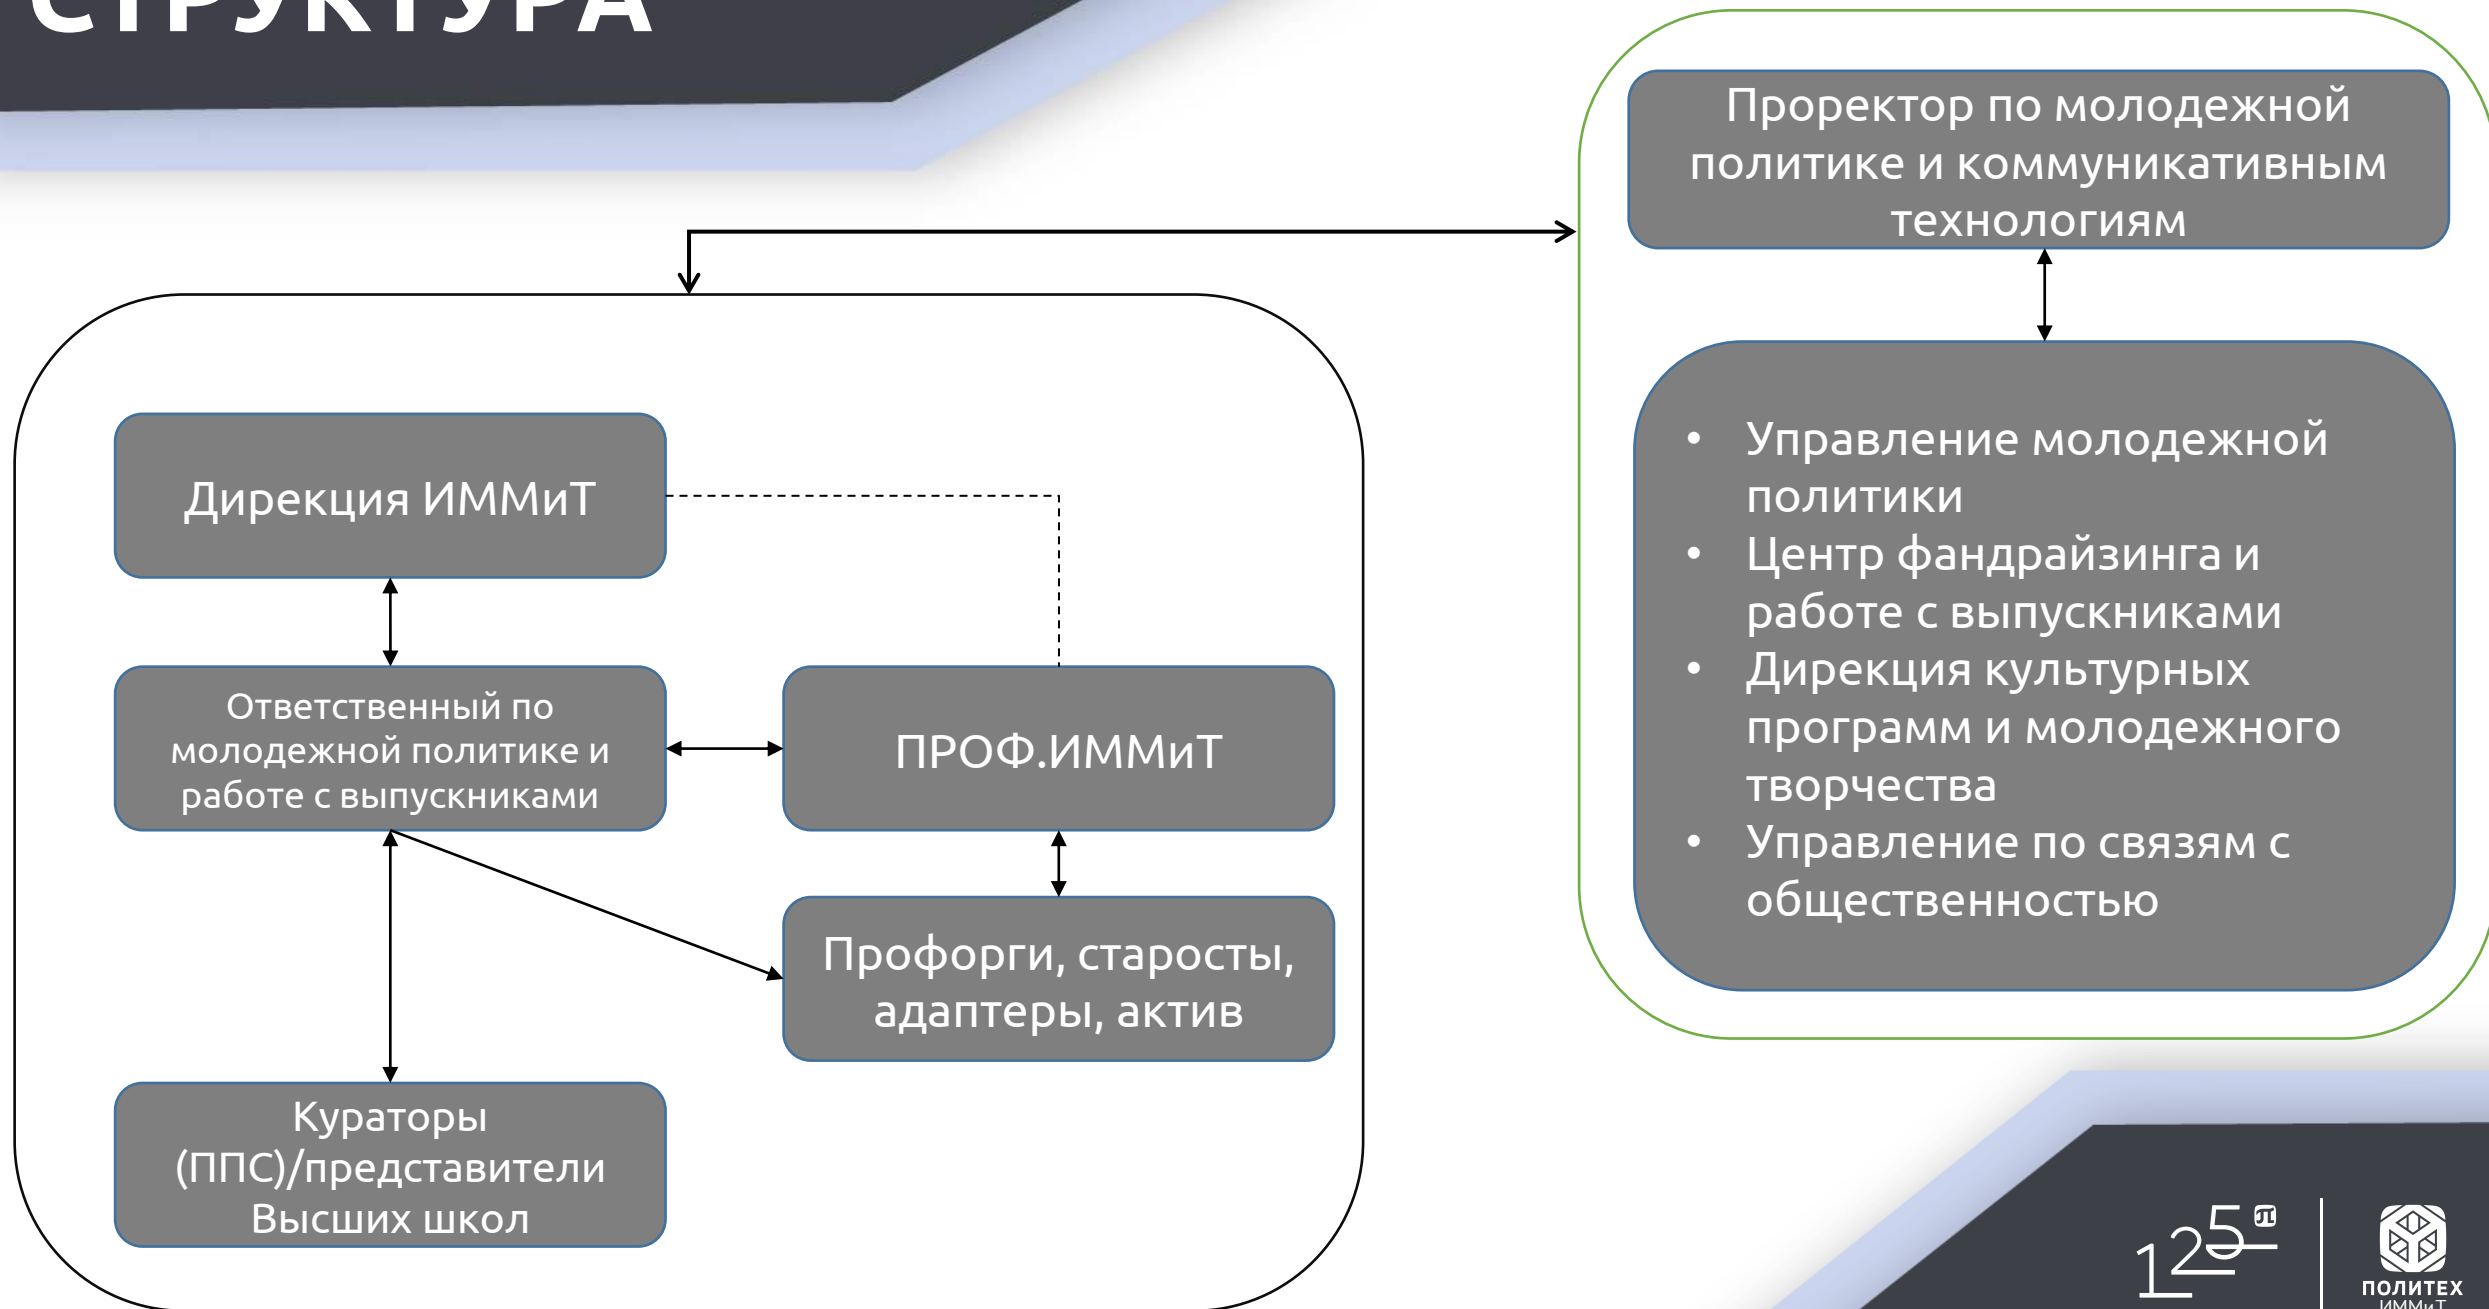 СТРУКТУРА
Проректор по молодежной
политике и коммуникативным
технологиям
• Управление молодежной
политики
• Центр фандрайзинга и
работе с выпускниками
• Дирекция культурных
программ и молодежного
творчества
• Управление по связям с
общественностью
Дирекция ИММиТ
Ответственный по
молодежной политике и
работе с выпускниками
ПРОФ.ИММиТ
Профорги, старосты,
адаптеры, актив
Кураторы
(ППС)/представители
Высших школ
125
ПОЛИТЕХ
ИММиТ